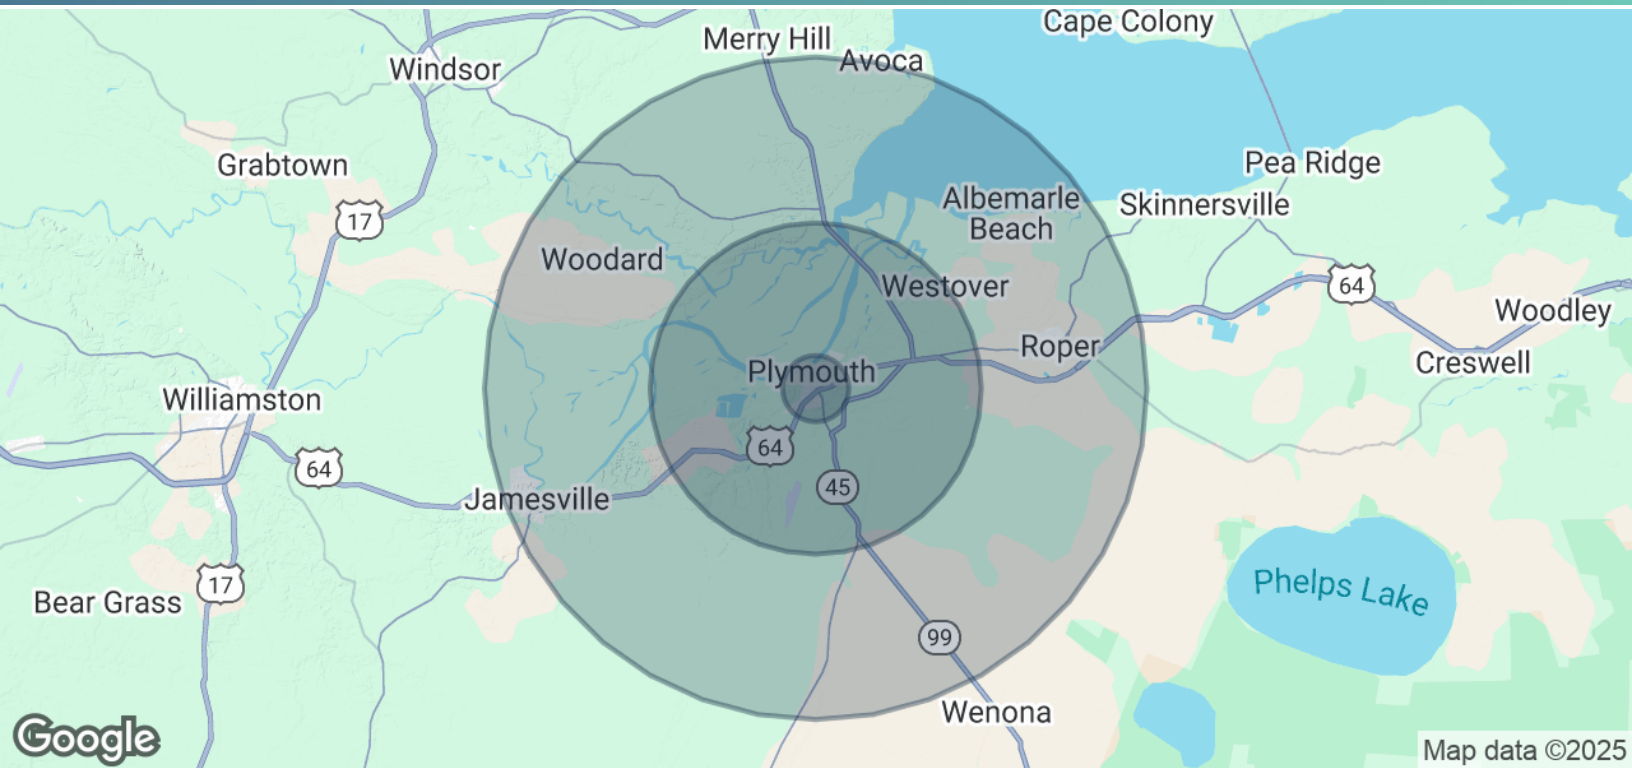 Cape Colony
Merry Hill
Avoca
Windsor
Grabtown
Pea Ridge
Albemarle
Beach
Skinnersville
17
Woodard
Westover
64
Woodley
Roper
Creswell
Plymouth
Williamston
64
64
45
Jamesville
17
Bear Grass
Phelps Lake
99
Wenona
Google
Map data ©2025